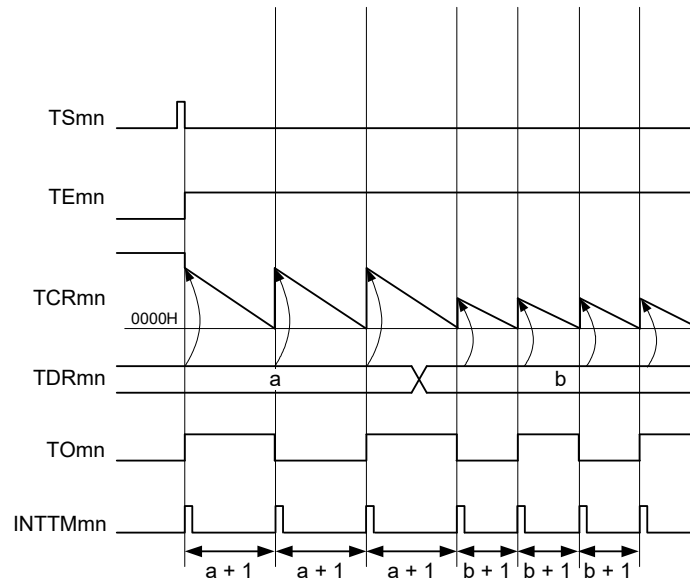 TSmn
TEmn
TCRmn
0000H
TDRmn
a
b
TOmn
INTTMmn
a + 1
a + 1
a + 1
b + 1
b + 1
b + 1